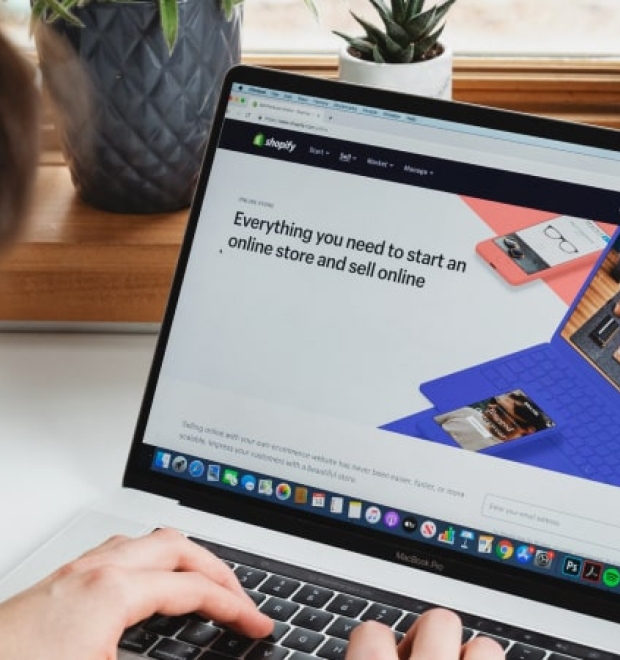 shopify
Start
Sell
Market
Manage
ONLINE STORE
Everything you need to start an
online store and sell online
Selling online with your own ecommerce website has never been easier, faster, or more
scalable. Impress your customers with a beautiful store.
Enter your email address
MacBook Pro
Ps